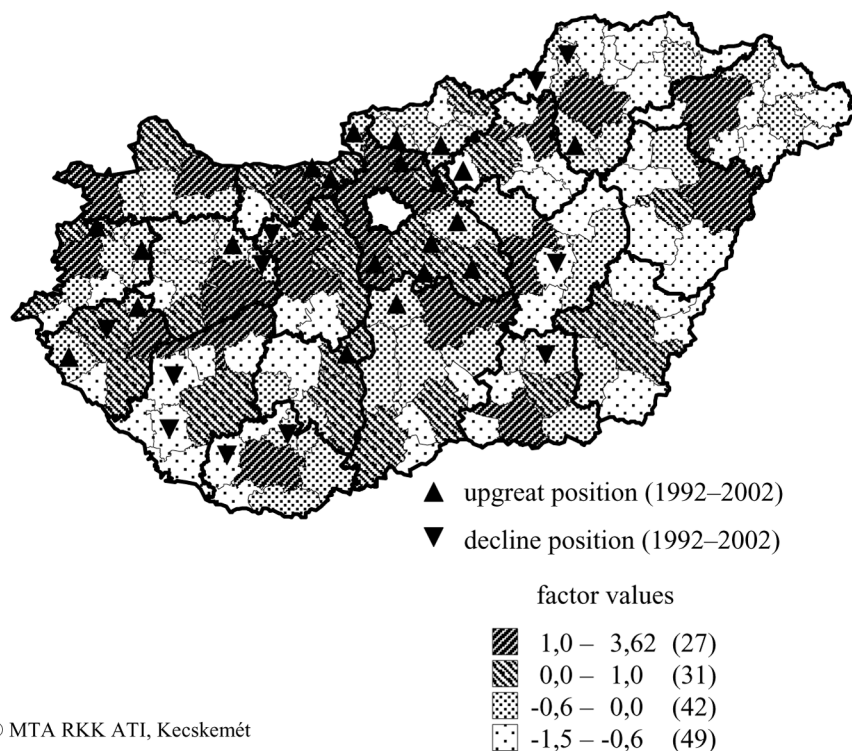 ▲ upgreat position (1992–2002)
▼ decline position (1992–2002)
factor values
1,0 – 3,62 (27)
0,0 – 1,0 (31)
-0,6 – 0,0 (42)
-1,5 – -0,6 (49)
© MTA RKK ATI, Kecskemét